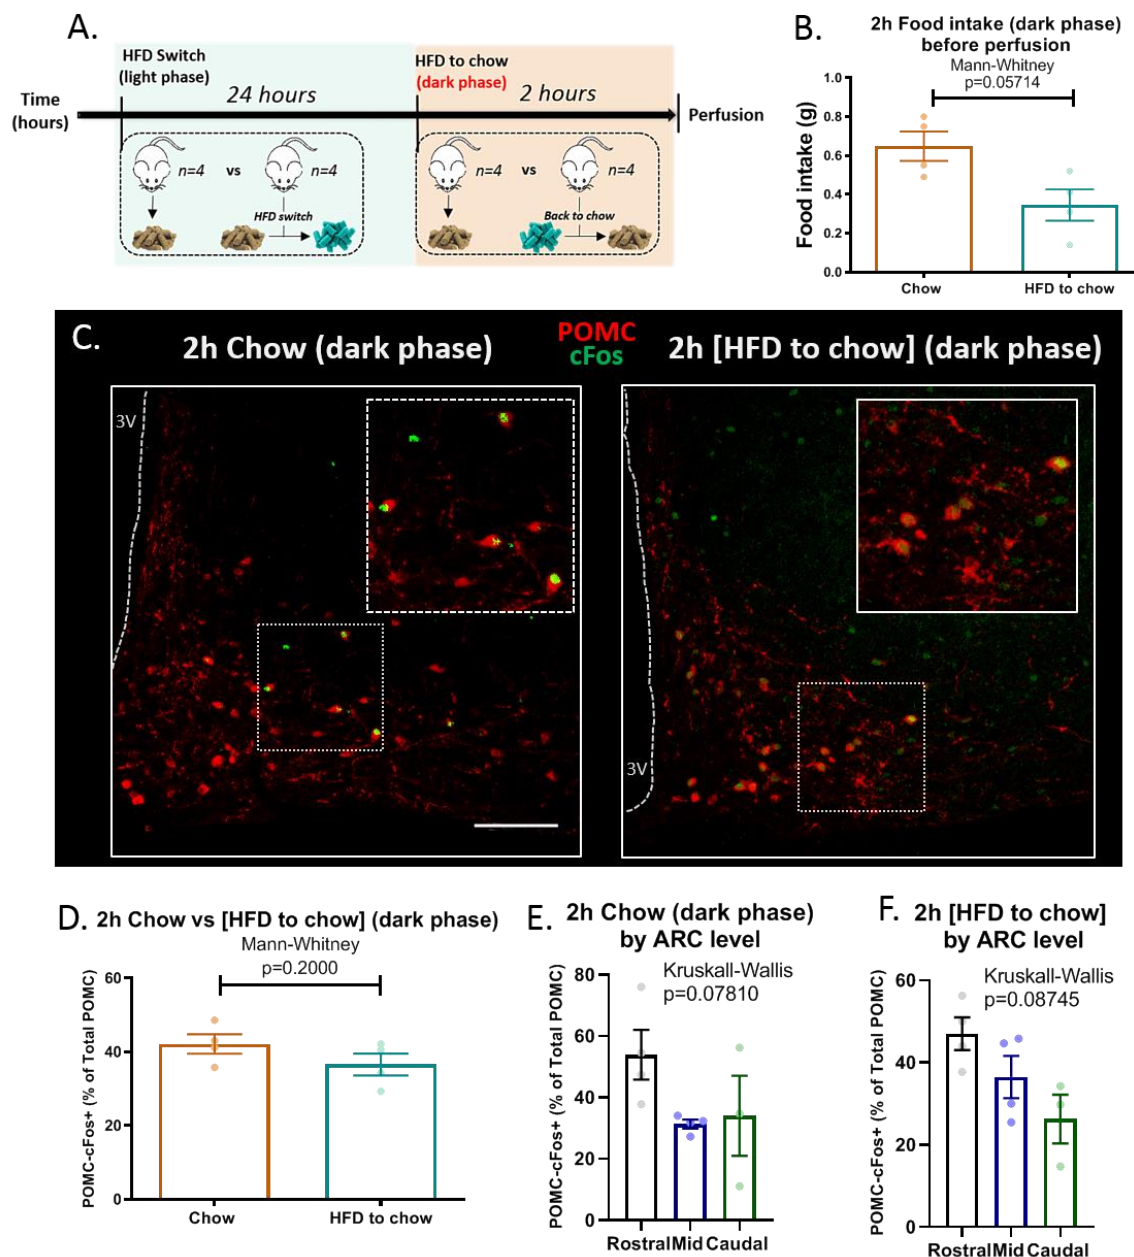 A.
HFD Switch
(light phase)
HFD to chow
(dark phase)
Time
(hours)
24 hours
2 hours
Perfusion
n=4 vs n=4
n=4 vs n=4
HFD switch
Back to chow
B. 2h Food intake (dark phase)
before perfusion
Mann-Whitney
p=0.05714
Food intake (g)
1.0
0.8
0.6
0.4
0.2
0.0
Chow
HFD to chow
C.
2h Chow (dark phase)
POMC
cFos
2h [HFD to chow] (dark phase)
3V
3V
D. 2h Chow vs [HFD to chow] (dark phase)
Mann-Whitney
p=0.2000
POMC-cFos+ (% of Total POMC)
60
40
20
0
Chow
HFD to chow
E. 2h Chow (dark phase)
by ARC level
Kruskall-Wallis
p=0.07810
POMC-cFos+ (% of Total POMC)
80
60
40
20
0
Rostral Mid Caudal
F. 2h [HFD to chow]
by ARC level
Kruskall-Wallis
p=0.08745
POMC-cFos+ (% of Total POMC)
60
40
20
0
Rostral Mid Caudal